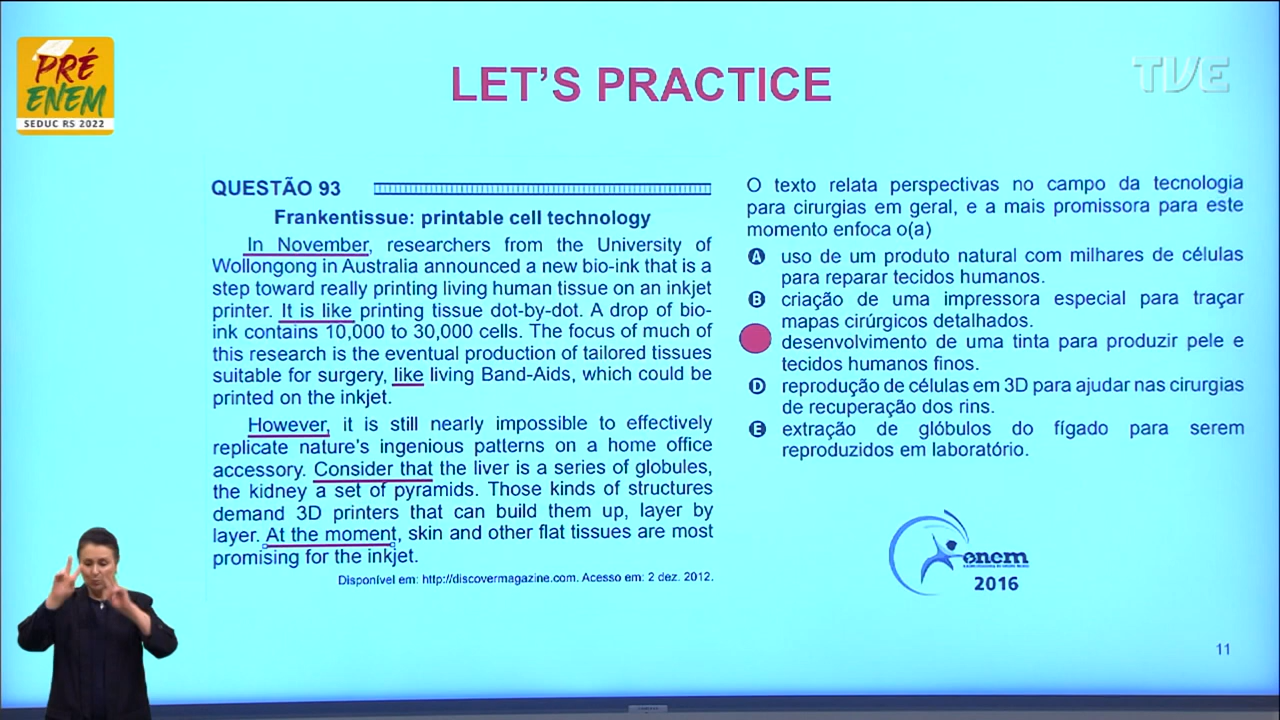 PRÉ
ENEM
SEDUC RS 2022
LET'S PRACTICE
TVE
QUESTÃO 93
Frankentissue: printable cell technology
In November, researchers from the University of
Wollongong in Australia announced a new bio-ink that is a
step toward really printing living human tissue on an inkjet
printer. It is like printing tissue dot-by-dot. A drop of bio-
ink contains 10,000 to 30,000 cells. The focus of much of
this research is the eventual production of tailored tissues
suitable for surgery, like living Band-Aids, which could be
printed on the inkjet.
However, it is still nearly impossible to effectively
replicate nature's ingenious patterns on a home office
accessory. Consider that the liver is a series of globules,
the kidney a set of pyramids. Those kinds of structures
demand 3D printers that can build them up, layer by
layer. At the moment, skin and other flat tissues are most
promising for the inkjet.
Disponível em: http://discovermagazine.com. Acesso em: 2 dez. 2012.
O texto relata perspectivas no campo da tecnologia
para cirurgias em geral, e a mais promissora para este
momento enfoca o(a)
A uso de um produto natural com milhares de células
para reparar tecidos humanos.
B criação de uma impressora especial para traçar
mapas cirúrgicos detalhados.
desenvolvimento de uma tinta para produzir pele e
tecidos humanos finos.
D reprodução de células em 3D para ajudar nas cirurgias
de recuperação dos rins.
E extração de glóbulos do fígado para serem
reproduzidos em laboratório.
enem
2016
11